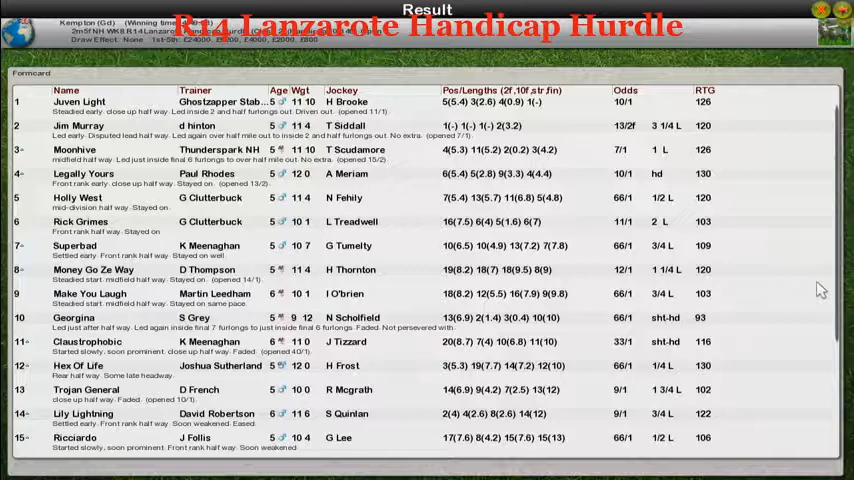 Result
R14 Lanzarote Handicap Hurdle
Kempton (Gd) (Winning time
2m5f NH WK8 R14 Lanzarote
Draw Effect: None 1st-5th: £24000, £8200, £4000, £2000, £800
Formcard
Name Trainer Age Wgt Jockey Pos/Lengths (2f,10f,str,fin) Odds RTG
1 Juven Light Ghostzapper Stab... 5 11 10 H Brooke 5(5.4) 3(2.6) 4(0.9) 1(-) 10/1 126
Steadied early. close up half way. Led inside 2 and half furlongs out. Driven out. (opened 11/1)
2 Jim Murray d hinton 5 11 4 T Siddall 1(-) 1(-) 1(-) 2(3.2) 13/2f 3 1/4 L 120
Led early. Disputed lead half way. Led again over half mile out to inside 2 and half furlongs out. No extra. (opened 7/1)
3 Moonhive Thunderspark NH 5 11 10 T Scudamore 4(5.3) 11(5.2) 2(0.2) 3(4.2) 7/1 1 L 126
midfield half way. Led just inside final 6 furlongs to over half mile out. No extra. (opened 15/2)
4 Legally Yours Paul Rhodes 5 12 0 A Meriam 6(5.4) 5(2.8) 9(3.3) 4(4.4) 10/1 hd 130
Front rank early. close up half way. Stayed on. (opened 13/2)
5 Holly West G Clutterbuck 5 11 4 N Fehily 7(5.4) 13(5.7) 11(6.8) 5(4.8) 66/1 1/2 L 120
mid-division half way. Stayed on.
6 Rick Grimes G Clutterbuck 5 10 1 L Treadwell 16(7.5) 6(4) 5(1.6) 6(7) 11/1 2 L 103
Front rank half way. Stayed on
7 Superbad K Meenaghan 5 10 7 G Tumelty 10(6.5) 10(4.9) 13(7.2) 7(7.8) 66/1 3/4 L 109
Settled early. Front rank half way. Stayed on well.
8 Money Go Ze Way D Thompson 5 11 4 H Thornton 19(8.2) 18(7) 18(9.5) 8(9) 12/1 1 1/4 L 120
Steadied start. midfield half way. Stayed on. (opened 14/1)
9 Make You Laugh Martin Leedham 6 10 1 I O'brien 18(8.2) 12(5.5) 16(7.9) 9(9.8) 66/1 3/4 L 103
Steadied start. midfield half way. Stayed on same pace.
10 Georgina S Grey 5 9 12 N Scholfield 13(6.9) 2(1.4) 3(0.4) 10(10) 66/1 sht-hd 93
Led just after half way. Led again inside final 7 furlongs to just inside final 6 furlongs. Faded. Not persevered with.
11 Claustrophobic K Meenaghan 6 11 0 J Tizzard 20(8.7) 7(4) 10(6.8) 11(10) 33/1 sht-hd 116
Started slowly, soon prominent. close up half way. Faded. (opened 40/1)
12 Hex Of Life Joshua Sutherland 5 12 0 H Frost 3(5.3) 19(7.7) 14(7.2) 12(10) 66/1 1/4 L 130
Rear half way. Some late headway.
13 Trojan General D French 5 10 0 R Mcgrath 14(6.9) 9(4.2) 7(2.5) 13(12) 9/1 1 3/4 L 102
close up half way. Faded. (opened 10/1)
14 Lily Lightning David Robertson 6 11 6 S Quinlan 2(4) 4(2.6) 8(2.8) 14(12) 9/1 3/4 L 122
Settled early. Front rank half way. Soon weakened. Eased.
15 Ricciardo J Follis 5 10 4 G Lee 17(7.6) 8(4.2) 15(7.6) 15(13) 66/1 1/2 L 106
Started slowly, soon prominent. Front rank half way. Soon weakened